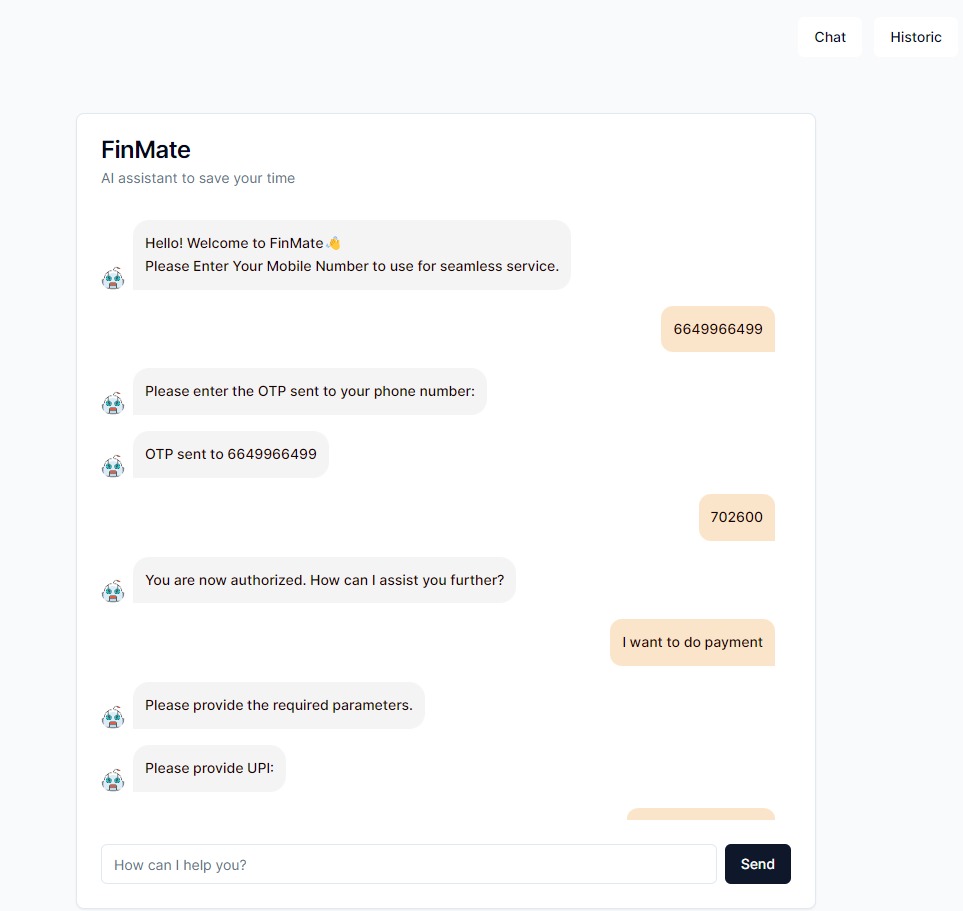 Chat Historic
FinMate
AI assistant to save your time
Hello! Welcome to FinMate👋
Please Enter Your Mobile Number to use for seamless service.
6649966499
Please enter the OTP sent to your phone number:
OTP sent to 6649966499
702600
You are now authorized. How can I assist you further?
I want to do payment
Please provide the required parameters.
Please provide UPI:
How can I help you?
Send